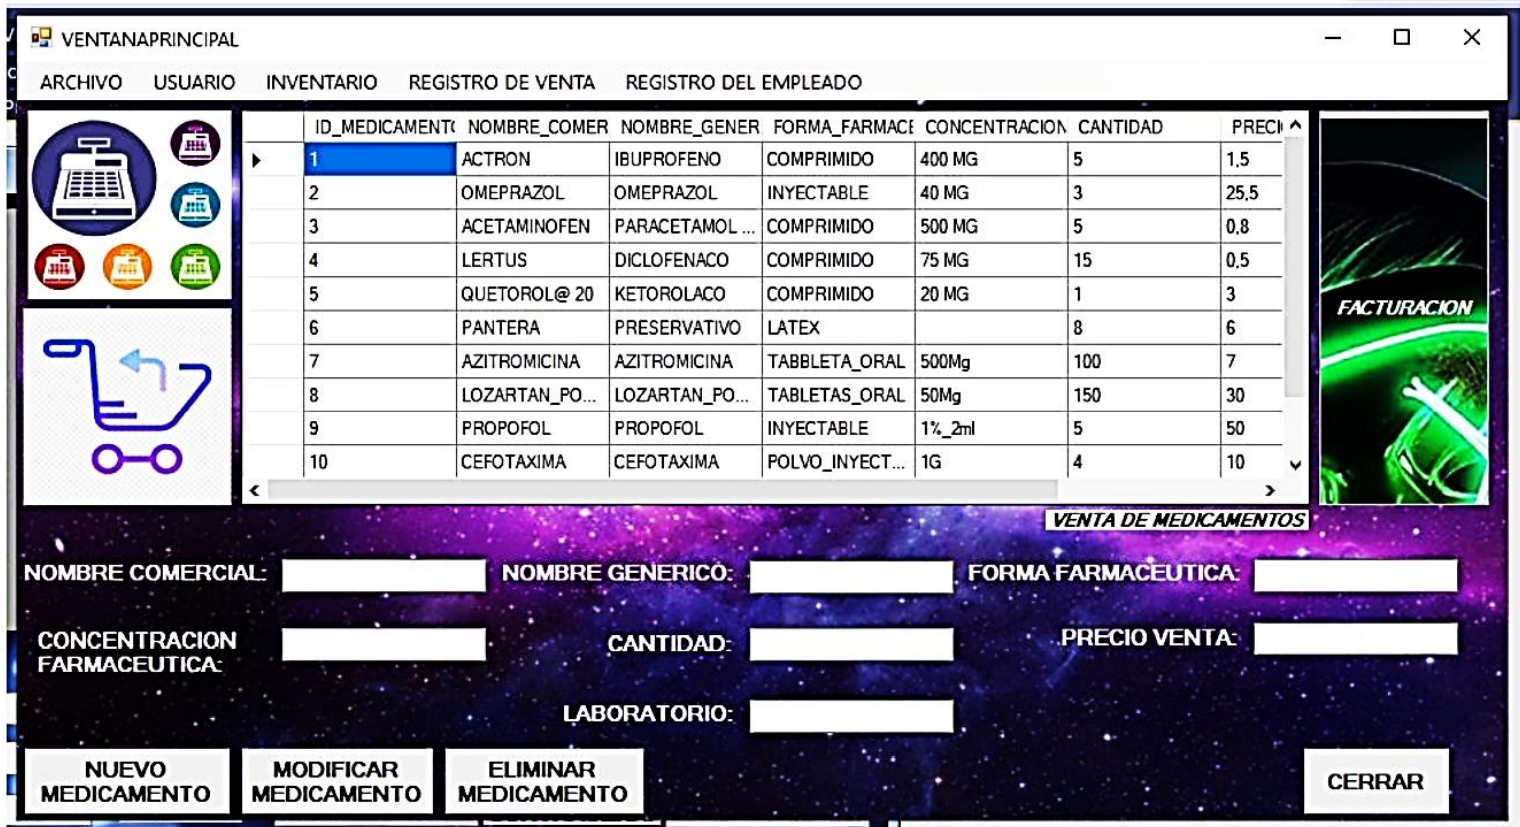 VENTANAPRINCIPAL
ARCHIVO USUARIO INVENTARIO REGISTRO DE VENTA REGISTRO DEL EMPLEADO
ID_MEDICAMENTO NOMBRE_COMER NOMBRE_GENER FORMA_FARMACE CONCENTRACION CANTIDAD PRECI
1 ACTRON IBUPROFENO COMPRIMIDO 400 MG 5 1,5
2 OMEPRAZOL OMEPRAZOL INYECTABLE 40 MG 3 25,5
3 ACETAMINOFEN PARACETAMOL ... COMPRIMIDO 500 MG 5 0,8
4 LERTUS DICLOFENACO COMPRIMIDO 75 MG 15 0,5
5 QUETOROL@ 20 KETOROLACO COMPRIMIDO 20 MG 1 3
6 PANTERA PRESERVATIVO LATEX 8 6
7 AZITROMICINA AZITROMICINA TABBLETA_ORAL 500Mg 100 7
8 LOZARTAN_PO... LOZARTAN_PO... TABLETAS_ORAL 50Mg 150 30
9 PROPOFOL PROPOFOL INYECTABLE 1%_2ml 5 50
10 CEFOTAXIMA CEFOTAXIMA POLVO_INYECT... 1G 4 10
FACTURACION
VENTA DE MEDICAMENTOS
NOMBRE COMERCIAL: NOMBRE GENERICO: FORMA FARMACEUTICA:
CONCENTRACION FARMACEUTICA: CANTIDAD: PRECIO VENTA:
LABORATORIO:
NUEVO MEDICAMENTO MODIFICAR MEDICAMENTO ELIMINAR MEDICAMENTO CERRAR